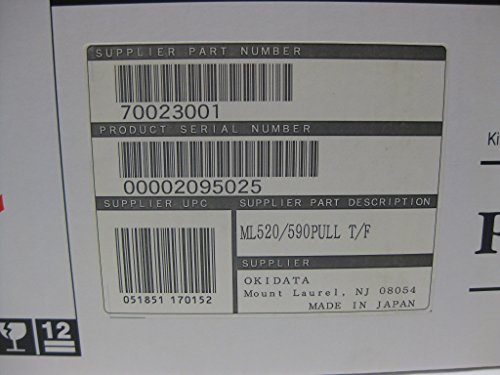 SUPPLIER PART NUMBER
70023001
PRODUCT SERIAL NUMBER
00002095025
SUPPLIER UPC
051851 170152
SUPPLIER PART DESCRIPTION
ML520/590PULL T/F
SUPPLIER
OKIDATA
Mount Laurel, NJ 08054
MADE IN JAPAN
Ki
12